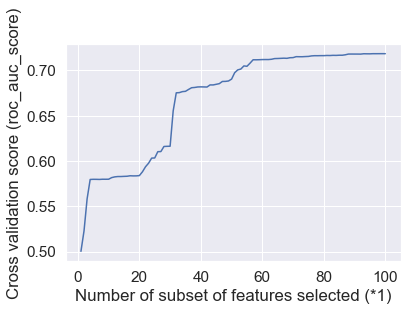 Cross validation score (roc_auc_score)
0.70
0.65
0.60
0.55
0.50
0 20 40 60 80 100
Number of subset of features selected (*1)